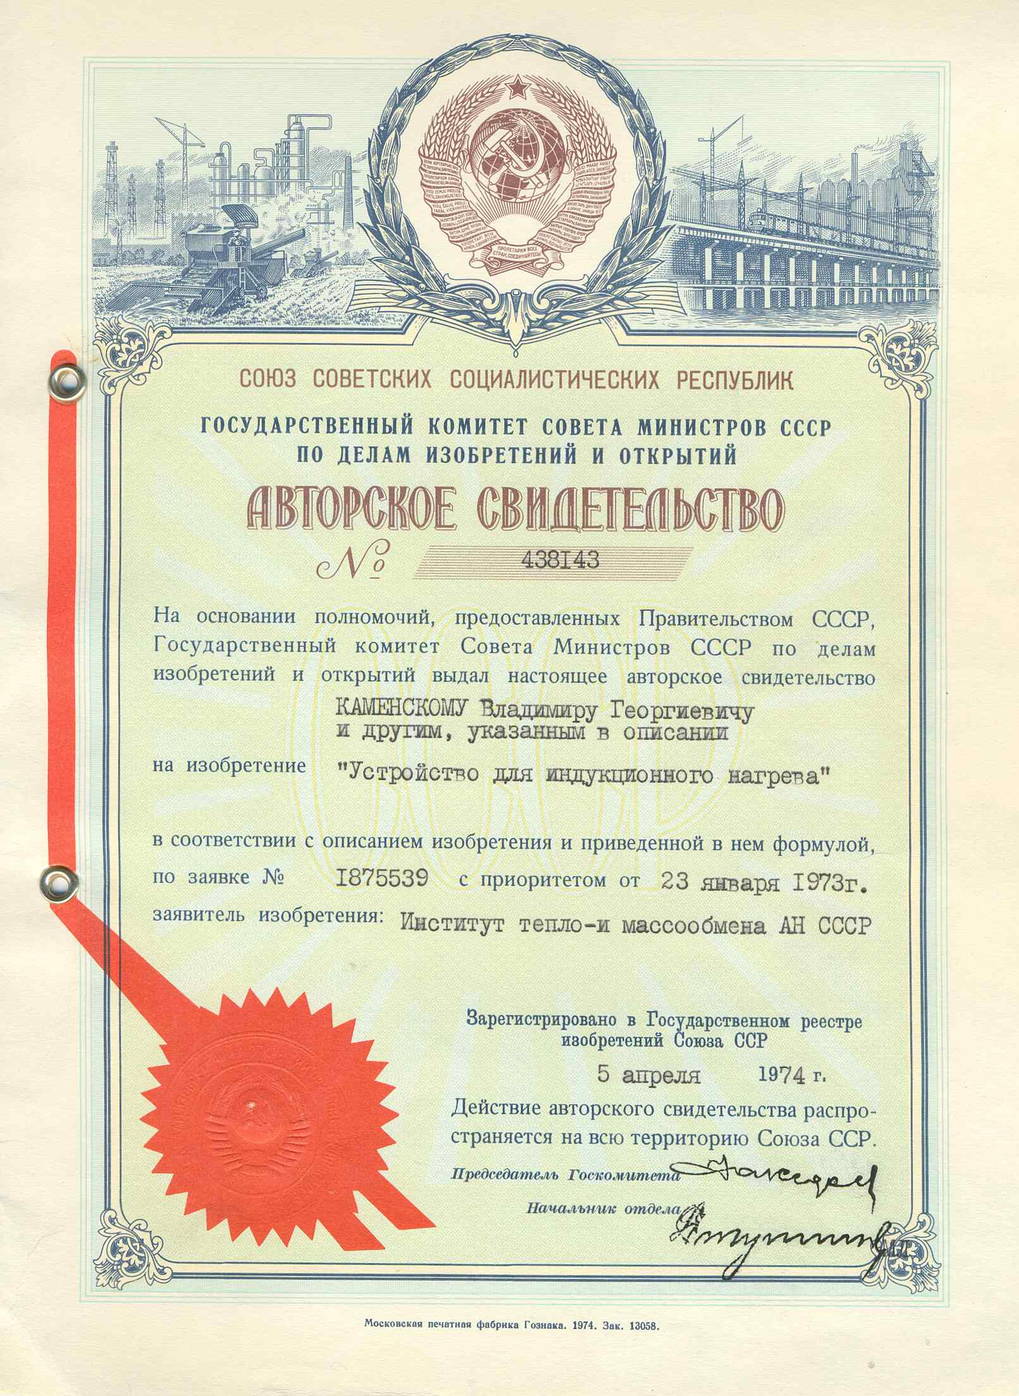 СОЮЗ СОВЕТСКИХ СОЦИАЛИСТИЧЕСКИХ РЕСПУБЛИК
ГОСУДАРСТВЕННЫЙ КОМИТЕТ СОВЕТА МИНИСТРОВ СССР
ПО ДЕЛАМ ИЗОБРЕТЕНИЙ И ОТКРЫТИЙ
АВТОРСКОЕ СВИДЕТЕЛЬСТВО
№ 438I43
На основании полномочий, предоставленных Правительством СССР,
Государственный комитет Совета Министров СССР по делам
изобретений и открытий выдал настоящее авторское свидетельство
КАМЕНСКОМУ Владимиру Георгиевичу
и другим, указанным в описании
на изобретение "Устройство для индукционного нагрева"
в соответствии с описанием изобретения и приведенной в нем формулой,
по заявке № I875539 с приоритетом от 23 января I973г.
заявитель изобретения: Институт тепло-и массообмена АН СССР
Зарегистрировано в Государственном реестре
изобретений Союза ССР
5 апреля 1974 г.
Действие авторского свидетельства распро-
страняется на всю территорию Союза ССР.
Председатель Госкомитета
Начальник отдела
Московская печатная фабрика Гознака. 1974. Зак. 13058.